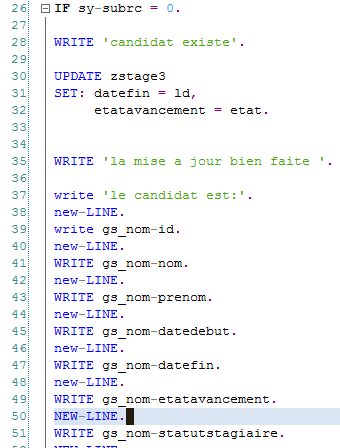 26 IF sy-subrc = 0.
27
28 WRITE 'candidat existe'.
29
30 UPDATE zstage3
31 SET: datefin = ld,
32 etatavancement = etat.
33
34
35 WRITE 'la mise a jour bien faite '.
36
37 write 'le candidat est:'.
38 new-LINE.
39 write gs_nom-id.
40 new-LINE.
41 WRITE gs_nom-nom.
42 new-LINE.
43 WRITE gs_nom-prenom.
44 new-LINE.
45 WRITE gs_nom-datedebut.
46 new-LINE.
47 WRITE gs_nom-datefin.
48 new-LINE.
49 WRITE gs_nom-etatavancement.
50 NEW-LINE.
51 WRITE gs_nom-statutstagiaire.